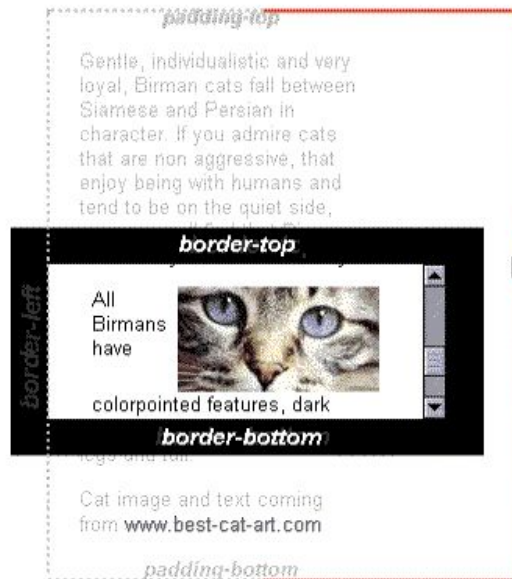 padding-top
Gentle, individualistic and very
loyal, Birman cats fall between
Siamese and Persian in
character. If you admire cats
that are non aggressive, that
enjoy being with humans and
tend to be on the quiet side,
border-top
border-left
All
Birmans
have
colorpointed features, dark
border-bottom
legs and tail.
Cat image and text coming
from www.best-cat-art.com
padding-bottom